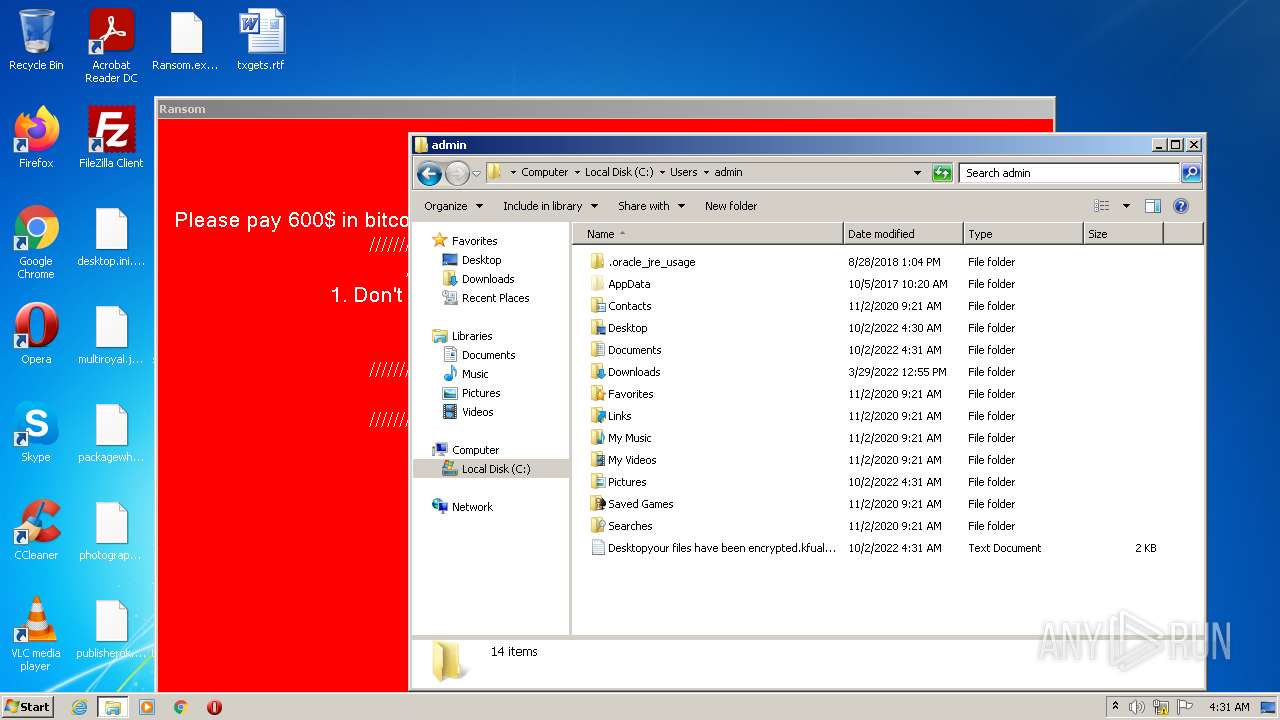 Recycle Bin
Acrobat
Reader DC
Ransom.ex...
txgets.rtf
Firefox
FileZilla Client
Google
Chrome
desktop.ini....
Opera
multiroyal.j...
Skype
packagewh...
CCleaner
photograp...
VLC media
player
Ransom
Please pay 600$ in bitco
///////
1. Don't
///////
///////
admin
Computer
Local Disk (C:)
Users
admin
Search admin
Organize
Include in library
Share with
New folder
Favorites
Desktop
Downloads
Recent Places
Libraries
Documents
Music
Pictures
Videos
Computer
Local Disk (C:)
Network
Name
Date modified
Type
Size
.oracle_jre_usage 8/28/2018 1:04 PM File folder
AppData 10/5/2017 10:20 AM File folder
Contacts 11/2/2020 9:21 AM File folder
Desktop 10/2/2022 4:30 AM File folder
Documents 10/2/2022 4:31 AM File folder
Downloads 3/29/2022 12:55 PM File folder
Favorites 11/2/2020 9:21 AM File folder
Links 11/2/2020 9:21 AM File folder
My Music 11/2/2020 9:21 AM File folder
My Videos 11/2/2020 9:21 AM File folder
Pictures 10/2/2022 4:31 AM File folder
Saved Games 11/2/2020 9:21 AM File folder
Searches 11/2/2020 9:21 AM File folder
Desktopyour files have been encrypted 10/2/2022 4:31 AM Text Document 2 KB
14 items
ANY RUN
Start
4:31 AM